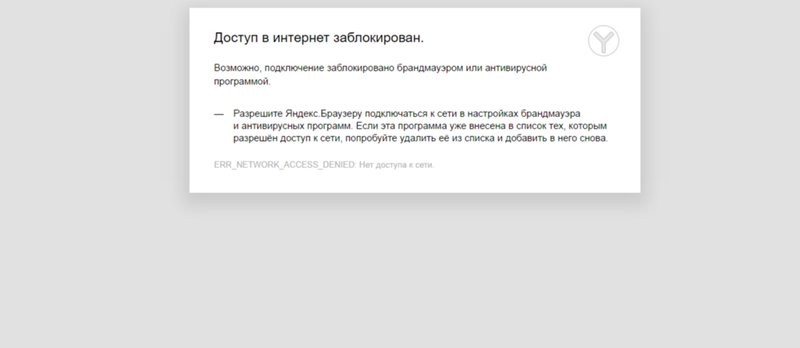 Доступ в интернет заблокирован.
Возможно, подключение заблокировано брандмауэром или антивирусной
программой.
— Разрешите Яндекс.Браузеру подключаться к сети в настройках брандмауэра
и антивирусных программ. Если эта программа уже внесена в список тех, которым
разрешён доступ к сети, попробуйте удалить её из списка и добавить в него снова.
ERR_NETWORK_ACCESS_DENIED: Нет доступа к сети.